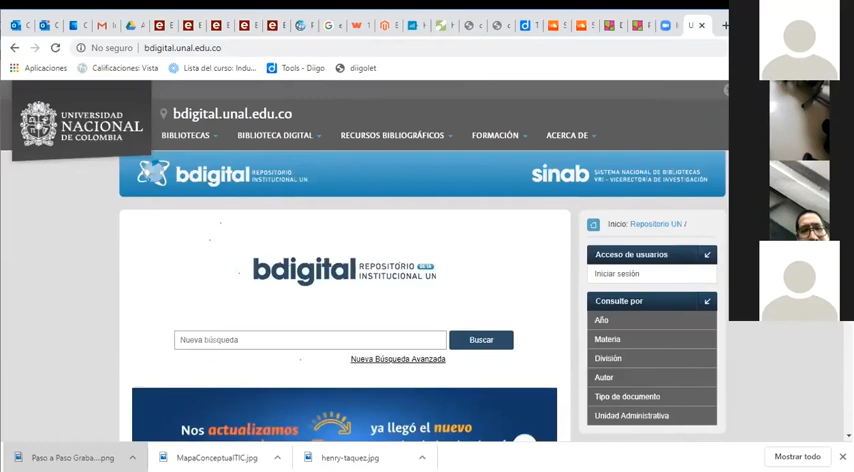 No seguro | bdigital.unal.edu.co
Aplicaciones
Calificaciones: Vista
Lista del curso: Indu...
Tools - Diigo
diigolet
UNIVERSIDAD
NACIONAL
DE COLOMBIA
bdigital.unal.edu.co
BIBLIOTECAS
BIBLIOTECA DIGITAL
RECURSOS BIBLIOGRÁFICOS
FORMACIÓN
ACERCA DE
bdigital REPOSITORIO
INSTITUCIONAL UN
sinab SISTEMA NACIONAL DE BIBLIOTECAS
VRI - VICERECTORÍA DE INVESTIGACIÓN
Inicio: Repositorio UN /
bdigital REPOSITORIO BETA
INSTITUCIONAL UN
Nueva búsqueda
Buscar
Nueva Búsqueda Avanzada
Nos actualizamos
ya llegó el nuevo
Acceso de usuarios
Iniciar sesión
Consulte por
Año
Materia
División
Autor
Tipo de documento
Unidad Administrativa
Paso a Paso Graba....png
MapaConceptualTIC.jpg
henry-taquez.jpg
Mostrar todo